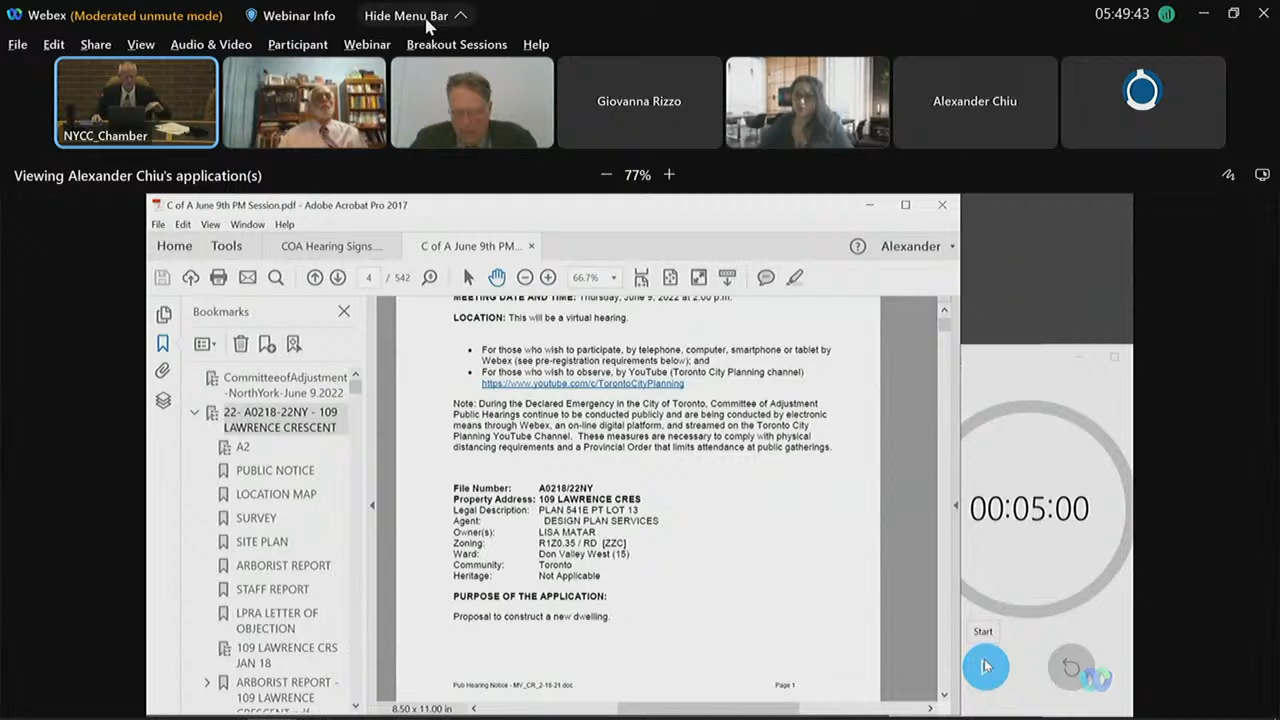 Webex (Moderated unmute mode) Webinar Info Hide Menu Bar 05:49:43
File Edit Share View Audio & Video Participant Webinar Breakout Sessions Help
NYCC_Chamber
Giovanna Rizzo
Alexander Chiu
Viewing Alexander Chiu's application(s) 77%
C of A June 9th PM Session.pdf - Adobe Acrobat Pro 2017
File Edit View Window Help
Home Tools COA Hearing Signs.... C of A June 9th PM... × Alexander
4 / 542 66.7%
Bookmarks
CommitteeofAdjustment
-NorthYork-June 9.2022
22- A0218-22NY - 109
LAWRENCE CRESCENT
A2
PUBLIC NOTICE
LOCATION MAP
SURVEY
SITE PLAN
ARBORIST REPORT
STAFF REPORT
LPRA LETTER OF
OBJECTION
109 LAWRENCE CRS
JAN 18
ARBORIST REPORT -
109 LAWRENCE
CRESCENT.pdf
MEETING DATE AND TIME: Thursday, June 9, 2022 at 2:00 p.m.
LOCATION: This will be a virtual hearing.
• For those who wish to participate, by telephone, computer, smartphone or tablet by
Webex (see pre-registration requirements below); and
• For those who wish to observe, by YouTube (Toronto City Planning channel)
https://www.youtube.com/c/TorontoCityPlanning
Note: During the Declared Emergency in the City of Toronto, Committee of Adjustment
Public Hearings continue to be conducted publicly and are being conducted by electronic
means through Webex, an on-line digital platform, and streamed on the Toronto City
Planning YouTube Channel. These measures are necessary to comply with physical
distancing requirements and a Provincial Order that limits attendance at public gatherings.
File Number: A0218/22NY
Property Address: 109 LAWRENCE CRES
Legal Description: PLAN 541E PT LOT 13
Agent: DESIGN PLAN SERVICES
Owner(s): LISA MATAR
Zoning: R1Z0.35 / RD [ZZC]
Ward: Don Valley West (15)
Community: Toronto
Heritage: Not Applicable
PURPOSE OF THE APPLICATION:
Proposal to construct a new dwelling.
Pub Hearing Notice - MV_CR_2-18-21.doc Page 1
8.50 x 11.00 in
00:05:00
Start